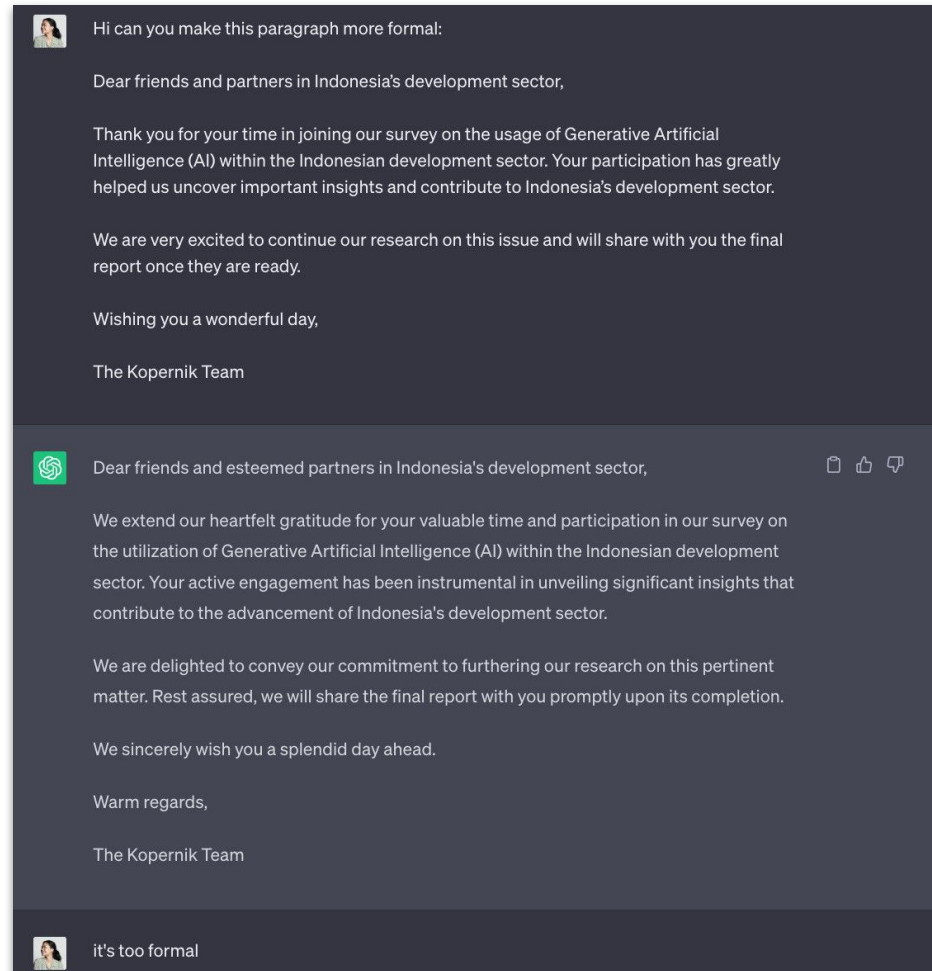 Hi can you make this paragraph more formal:
Dear friends and partners in Indonesia’s development sector,
Thank you for your time in joining our survey on the usage of Generative Artificial
Intelligence (AI) within the Indonesian development sector. Your participation has greatly
helped us uncover important insights and contribute to Indonesia’s development sector.
We are very excited to continue our research on this issue and will share with you the final
report once they are ready.
Wishing you a wonderful day,
The Kopernik Team
Dear friends and esteemed partners in Indonesia's development sector,
We extend our heartfelt gratitude for your valuable time and participation in our survey on
the utilization of Generative Artificial Intelligence (AI) within the Indonesian development
sector. Your active engagement has been instrumental in unveiling significant insights that
contribute to the advancement of Indonesia's development sector.
We are delighted to convey our commitment to furthering our research on this pertinent
matter. Rest assured, we will share the final report with you promptly upon its completion.
We sincerely wish you a splendid day ahead.
Warm regards,
The Kopernik Team
it's too formal